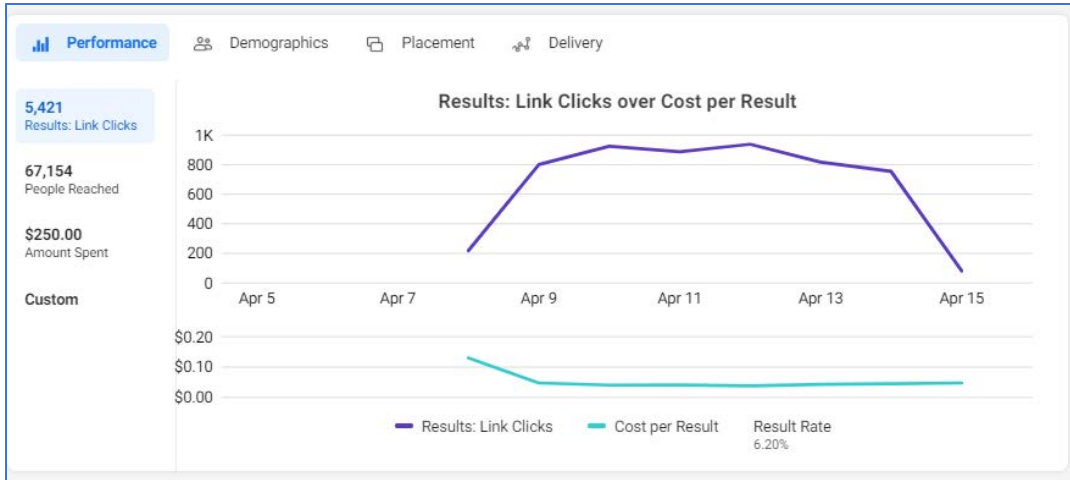 Performance Demographics Placement Delivery
5,421
Results: Link Clicks
67,154
People Reached
$250.00
Amount Spent
Custom
Results: Link Clicks over Cost per Result
1K
800
600
400
200
0
Apr 5 Apr 7 Apr 9 Apr 11 Apr 13 Apr 15
$0.20
$0.10
$0.00
Results: Link Clicks Cost per Result Result Rate
6.20%